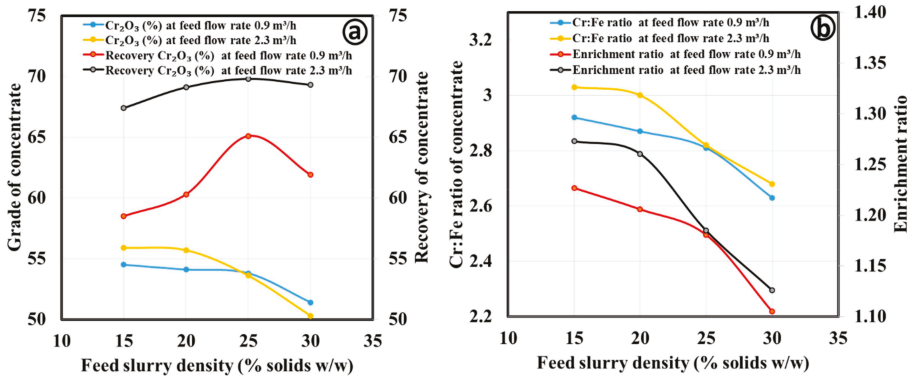 a
Cr₂O₃ (%) at feed flow rate 0.9 m³/h
Cr₂O₃ (%) at feed flow rate 2.3 m³/h
Recovery Cr₂O₃ (%) at feed flow rate 0.9 m³/h
Recovery Cr₂O₃ (%) at feed flow rate 2.3 m³/h
Grade of concentrate
75
70
65
60
55
50
Recovery of concentrate
75
70
65
60
55
50
10 15 20 25 30 35
Feed slurry density (% solids w/w)
b
Cr:Fe ratio at feed flow rate 0.9 m³/h
Cr:Fe ratio at feed flow rate 2.3 m³/h
Enrichment ratio at feed flow rate 0.9 m³/h
Enrichment ratio at feed flow rate 2.3 m³/h
Cr:Fe ratio of concentrate
3.2
3
2.8
2.6
2.4
2.2
Enrichment ratio
1.40
1.35
1.30
1.25
1.20
1.15
1.10
10 15 20 25 30 35
Feed slurry density (% solids w/w)